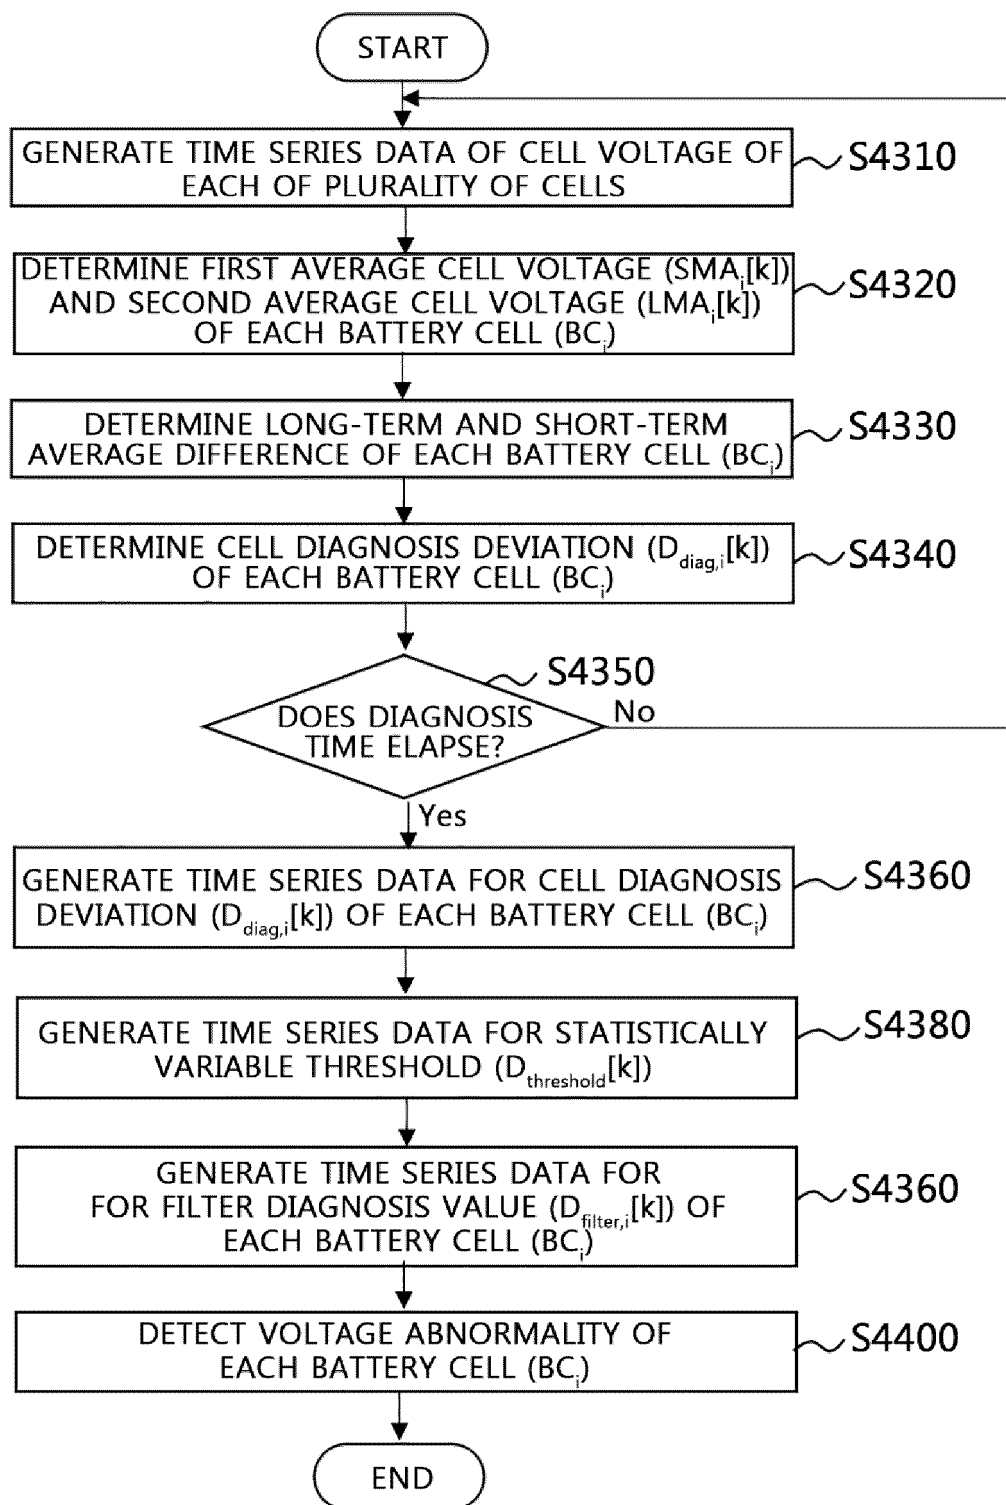 START
GENERATE TIME SERIES DATA OF CELL VOLTAGE OF
EACH OF PLURALITY OF CELLS
S4310
DETERMINE FIRST AVERAGE CELL VOLTAGE (SMAi[k])
AND SECOND AVERAGE CELL VOLTAGE (LMAi[k])
OF EACH BATTERY CELL (BCi)
S4320
DETERMINE LONG-TERM AND SHORT-TERM
AVERAGE DIFFERENCE OF EACH BATTERY CELL (BCi)
S4330
DETERMINE CELL DIAGNOSIS DEVIATION (Ddiag,i[k])
OF EACH BATTERY CELL (BCi)
S4340
S4350
DOES DIAGNOSIS
TIME ELAPSE?
No
Yes
GENERATE TIME SERIES DATA FOR CELL DIAGNOSIS
DEVIATION (Ddiag,i[k]) OF EACH BATTERY CELL (BCi)
S4360
GENERATE TIME SERIES DATA FOR STATISTICALLY
VARIABLE THRESHOLD (Dthreshold[k])
S4380
GENERATE TIME SERIES DATA FOR
FOR FILTER DIAGNOSIS VALUE (Dfilter,i[k]) OF
EACH BATTERY CELL (BCi)
S4360
DETECT VOLTAGE ABNORMALITY OF
EACH BATTERY CELL (BCi)
S4400
END